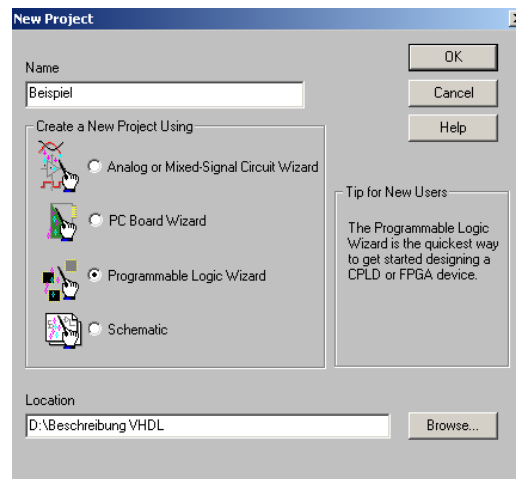 New Project
Name
Beispiel
OK
Cancel
Help
Create a New Project Using
Analog or Mixed-Signal Circuit Wizard
PC Board Wizard
Programmable Logic Wizard
Schematic
Tip for New Users
The Programmable Logic
Wizard is the quickest way
to get started designing a
CPLD or FPGA device.
Location
D:\Beschreibung VHDL
Browse...